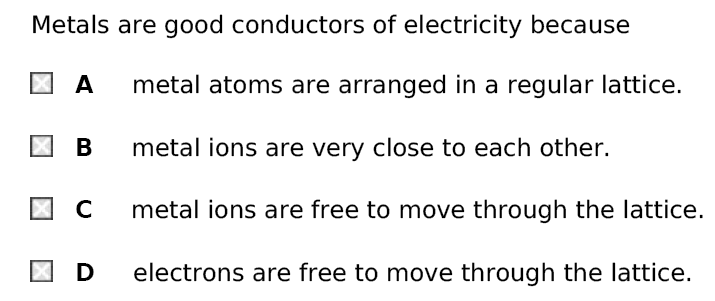 Metals are good conductors of electricity because
A metal atoms are arranged in a regular lattice.
B metal ions are very close to each other.
C metal ions are free to move through the lattice.
D electrons are free to move through the lattice.